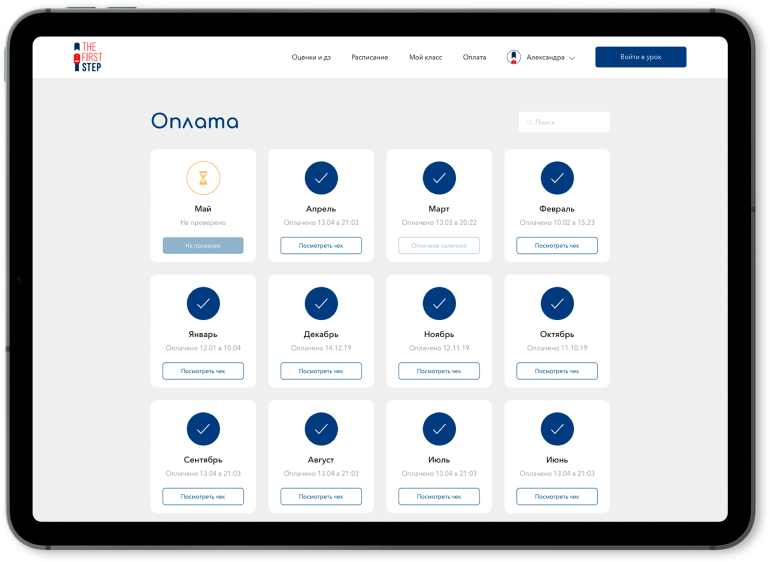 THE
FIRST
STEP
Оценки и дз
Расписание
Мой класс
Оплата
Александра
Войти в урок
Оплата
Поиск
Май
Не проверено
На проверке
Апрель
Оплачено 13.04 в 21:03
Посмотреть чек
Март
Оплачено 13.03 в 20:22
Оплачено наличкой
Февраль
Оплачено 10.02 в 15:23
Посмотреть чек
Январь
Оплачено 12.01 в 10:04
Посмотреть чек
Декабрь
Оплачено 14.12.19
Посмотреть чек
Ноябрь
Оплачено 12.11.19
Посмотреть чек
Октябрь
Оплачено 11.10.19
Посмотреть чек
Сентябрь
Оплачено 13.04 в 21:03
Посмотреть чек
Август
Оплачено 13.04 в 21:03
Посмотреть чек
Июль
Оплачено 13.04 в 21:03
Посмотреть чек
Июнь
Оплачено 13.04 в 21:03
Посмотреть чек